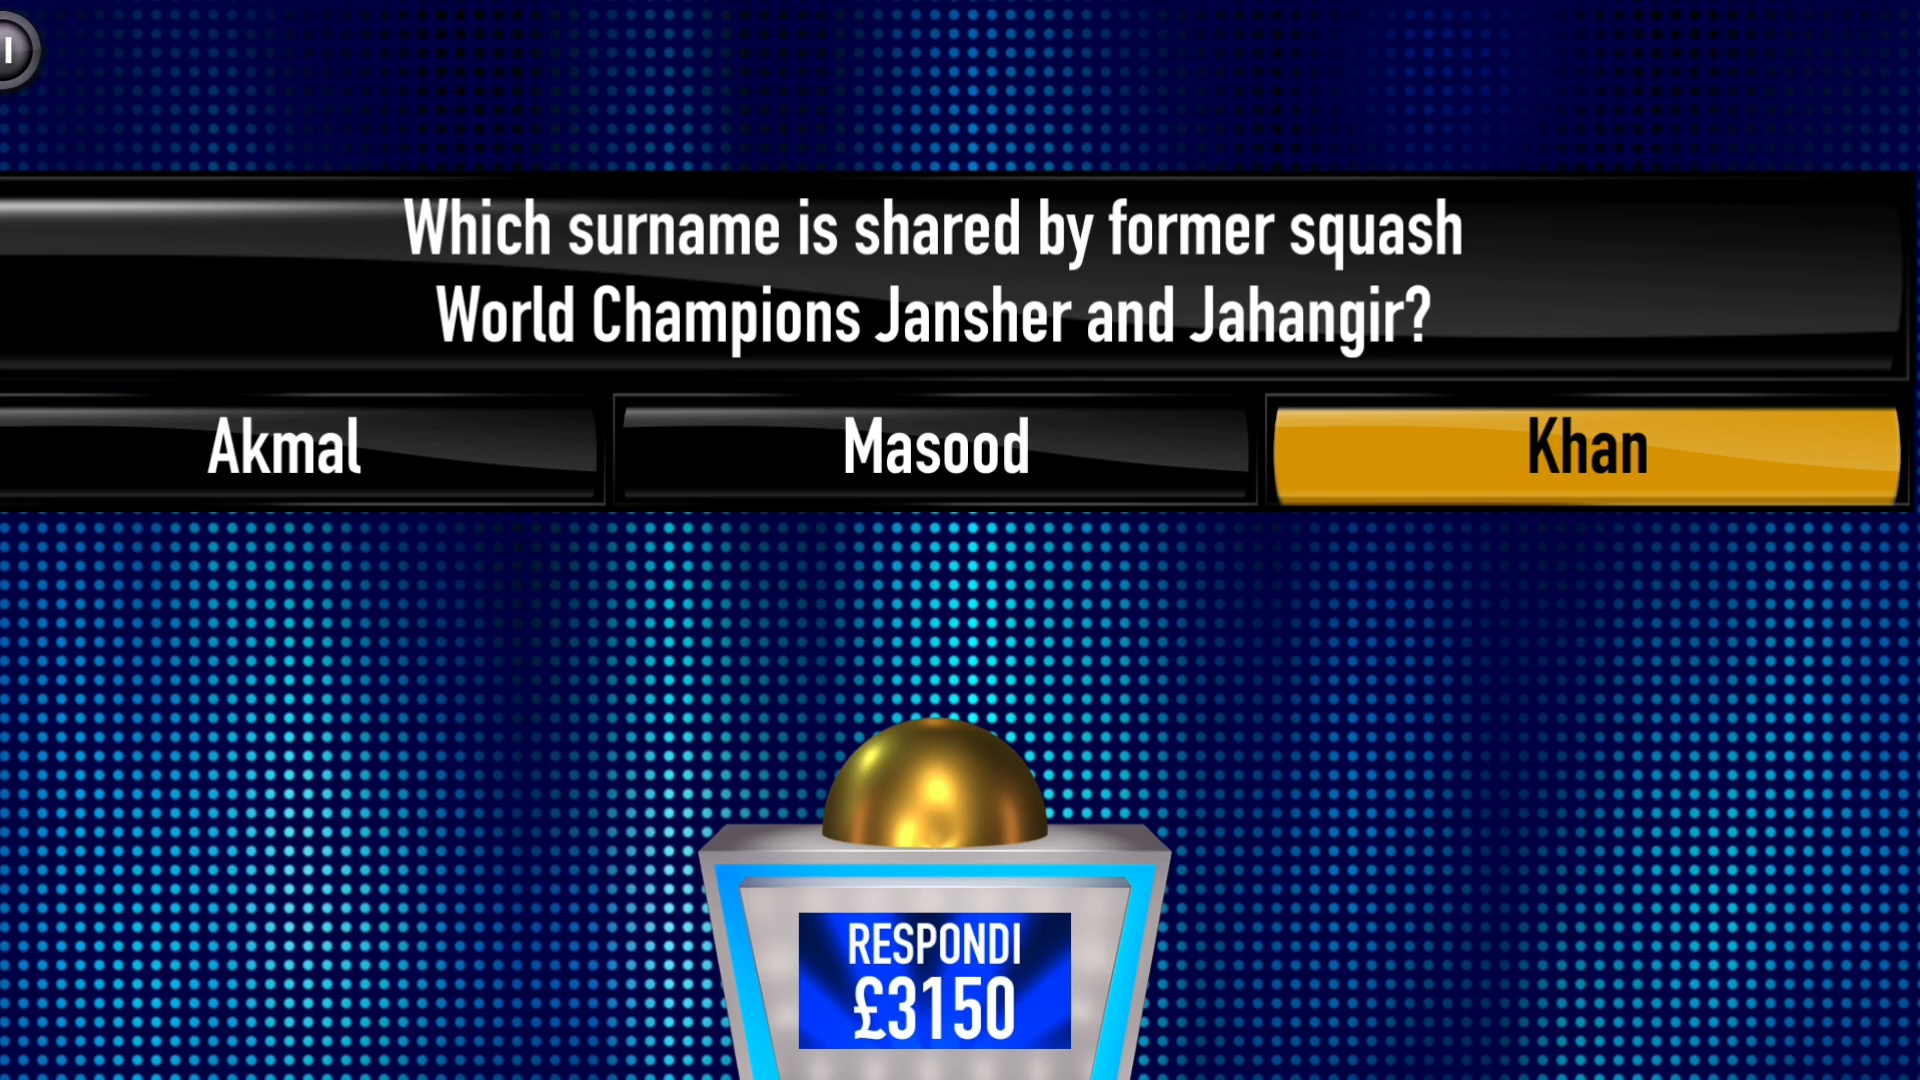 Which surname is shared by former squash
World Champions Jansher and Jahangir?
Akmal
Masood
Khan
RESPONDI
£3150